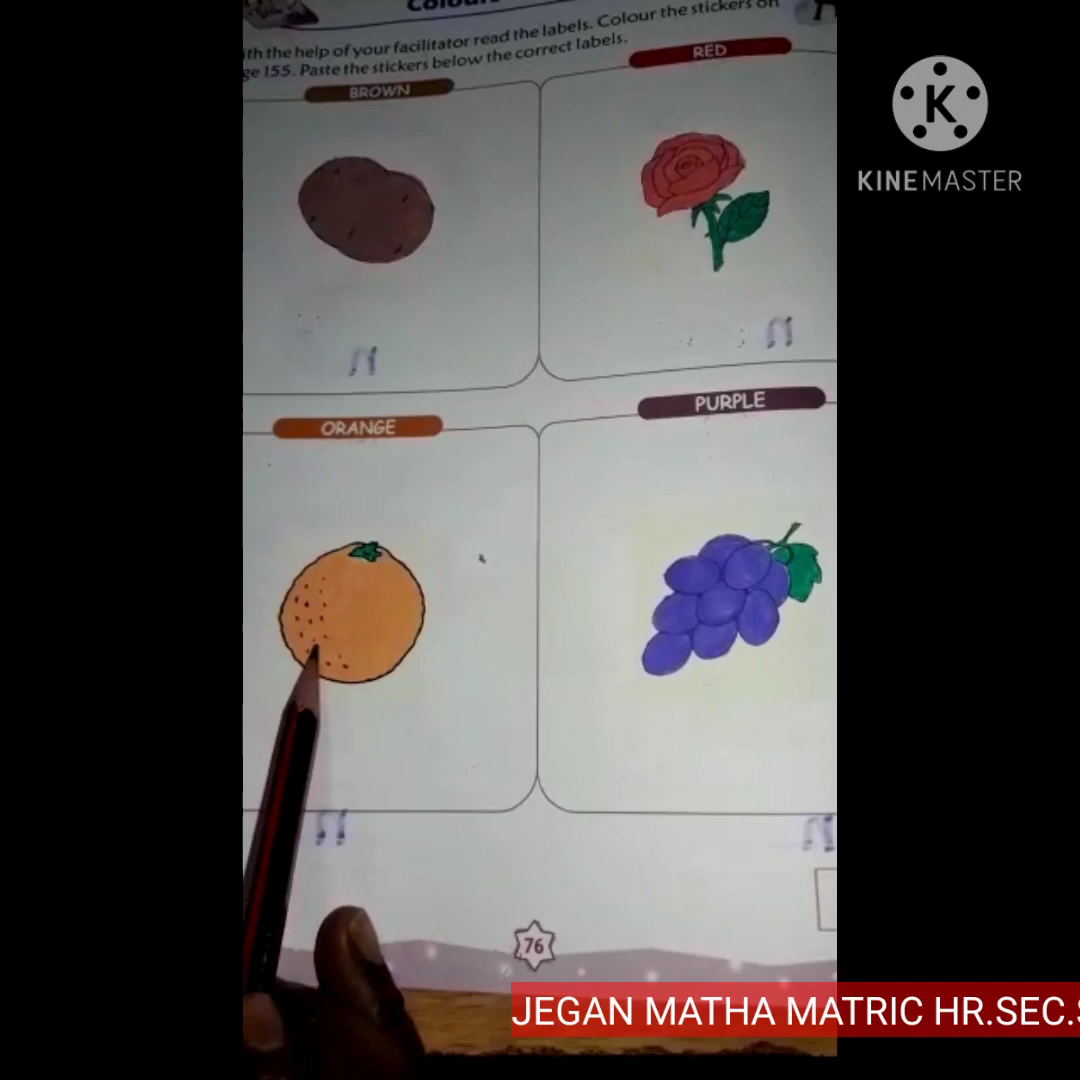 Colour
ith the help of your facilitator read the labels. Colour the stickers on
ge 155. Paste the stickers below the correct labels.
BROWN
RED
ORANGE
PURPLE
76
K
KINEMASTER
JEGAN MATHA MATRIC HR.SEC.